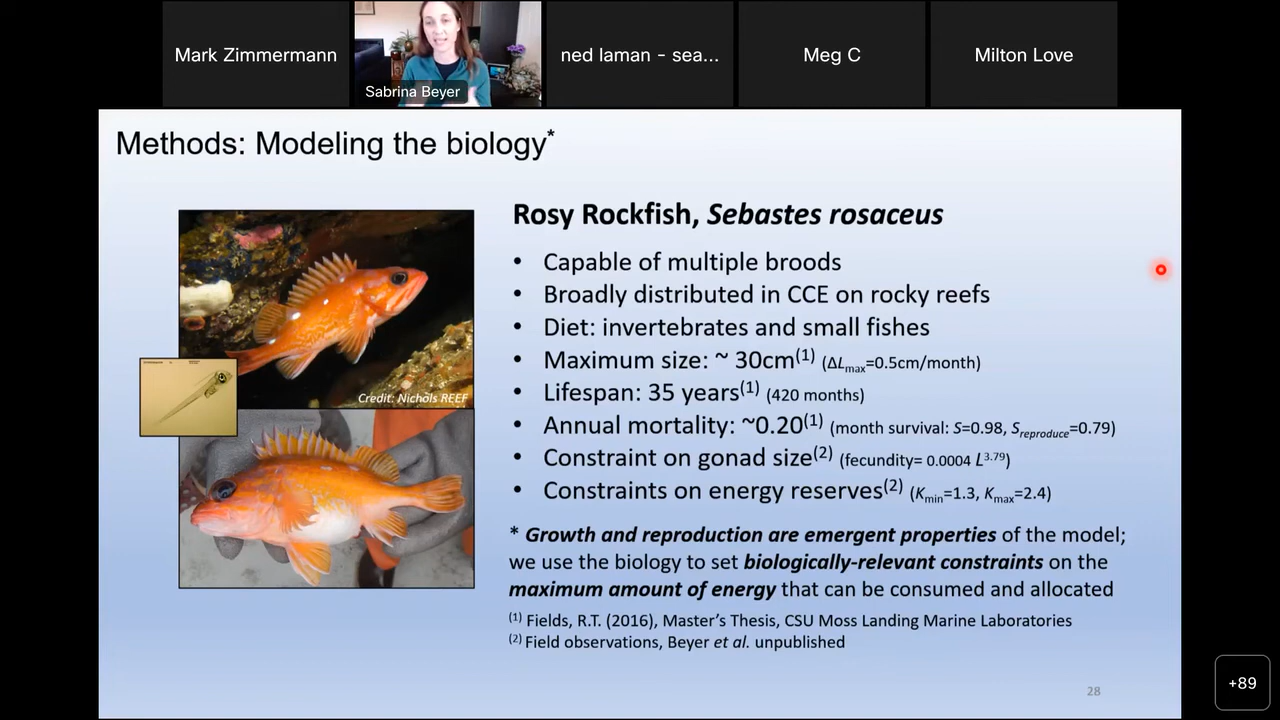 Mark Zimmermann
Sabrina Beyer
ned laman - sea...
Meg C
Milton Love
Methods: Modeling the biology*
Rosy Rockfish, Sebastes rosaceus
• Capable of multiple broods
• Broadly distributed in CCE on rocky reefs
• Diet: invertebrates and small fishes
• Maximum size: ~ 30cm(1) (ΔLmax=0.5cm/month)
• Lifespan: 35 years(1) (420 months)
• Annual mortality: ~0.20(1) (month survival: S=0.98, Sreproduce=0.79)
• Constraint on gonad size(2) (fecundity= 0.0004 L3.79)
• Constraints on energy reserves(2) (Kmin=1.3, Kmax=2.4)
Credit: Nichols REEF
* Growth and reproduction are emergent properties of the model;
we use the biology to set biologically-relevant constraints on the
maximum amount of energy that can be consumed and allocated
(1) Fields, R.T. (2016), Master's Thesis, CSU Moss Landing Marine Laboratories
(2) Field observations, Beyer et al. unpublished
28
+89